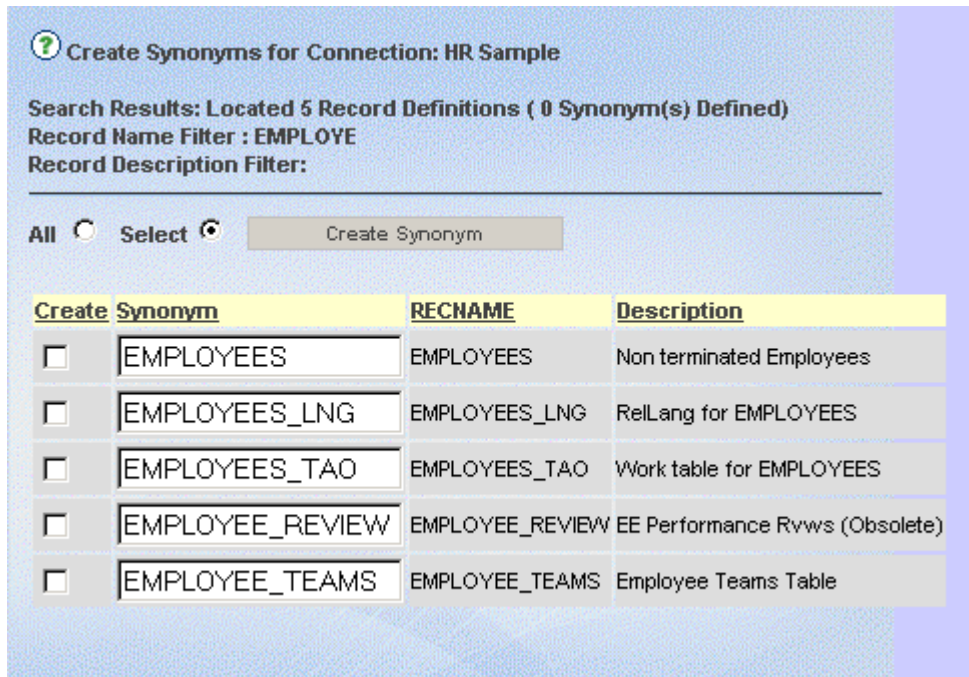 ? Create Synonyms for Connection: HR Sample
Search Results: Located 5 Record Definitions ( 0 Synonym(s) Defined)
Record Name Filter : EMPLOYE
Record Description Filter:
All Select Create Synonym
Create Synonym RECNAME Description
EMPLOYEES EMPLOYEES Non terminated Employees
EMPLOYEES_LNG EMPLOYEES_LNG RelLang for EMPLOYEES
EMPLOYEES_TAO EMPLOYEES_TAO Work table for EMPLOYEES
EMPLOYEE_REVIEW EMPLOYEE_REVIEW EE Performance Rvws (Obsolete)
EMPLOYEE_TEAMS EMPLOYEE_TEAMS Employee Teams Table